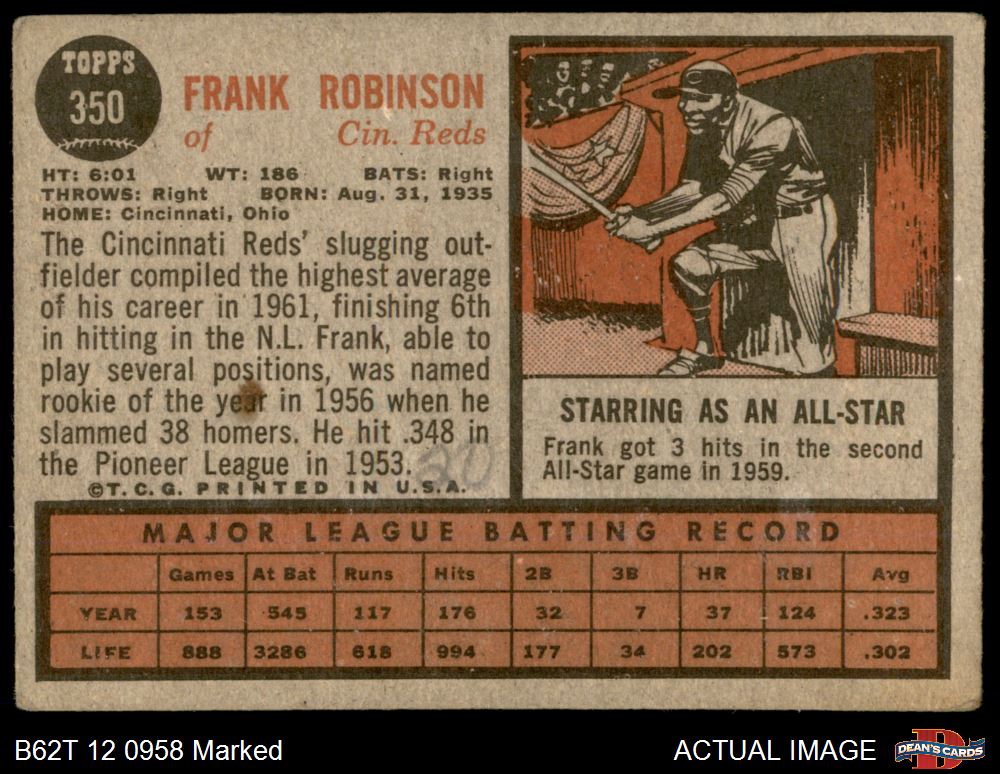 TOPPS
350
FRANK ROBINSON
of Cin. Reds
HT: 6:01 WT: 186 BATS: Right
THROWS: Right BORN: Aug. 31, 1935
HOME: Cincinnati, Ohio
The Cincinnati Reds' slugging out-
fielder compiled the highest average
of his career in 1961, finishing 6th
in hitting in the N.L. Frank, able to
play several positions, was named
rookie of the year in 1956 when he
slammed 38 homers. He hit .348 in
the Pioneer League in 1953.
20
©T.C.G. PRINTED IN U.S.A.
C
STARRING AS AN ALL-STAR
Frank got 3 hits in the second
All-Star game in 1959.
MAJOR LEAGUE BATTING RECORD
Games At Bat Runs Hits 2B 3B HR RBI Avg
YEAR 153 545 117 176 32 7 37 124 .323
LIFE 888 3286 618 994 177 34 202 573 .302
B62T 12 0958 Marked
ACTUAL IMAGE
D
DEAN'S CARDS